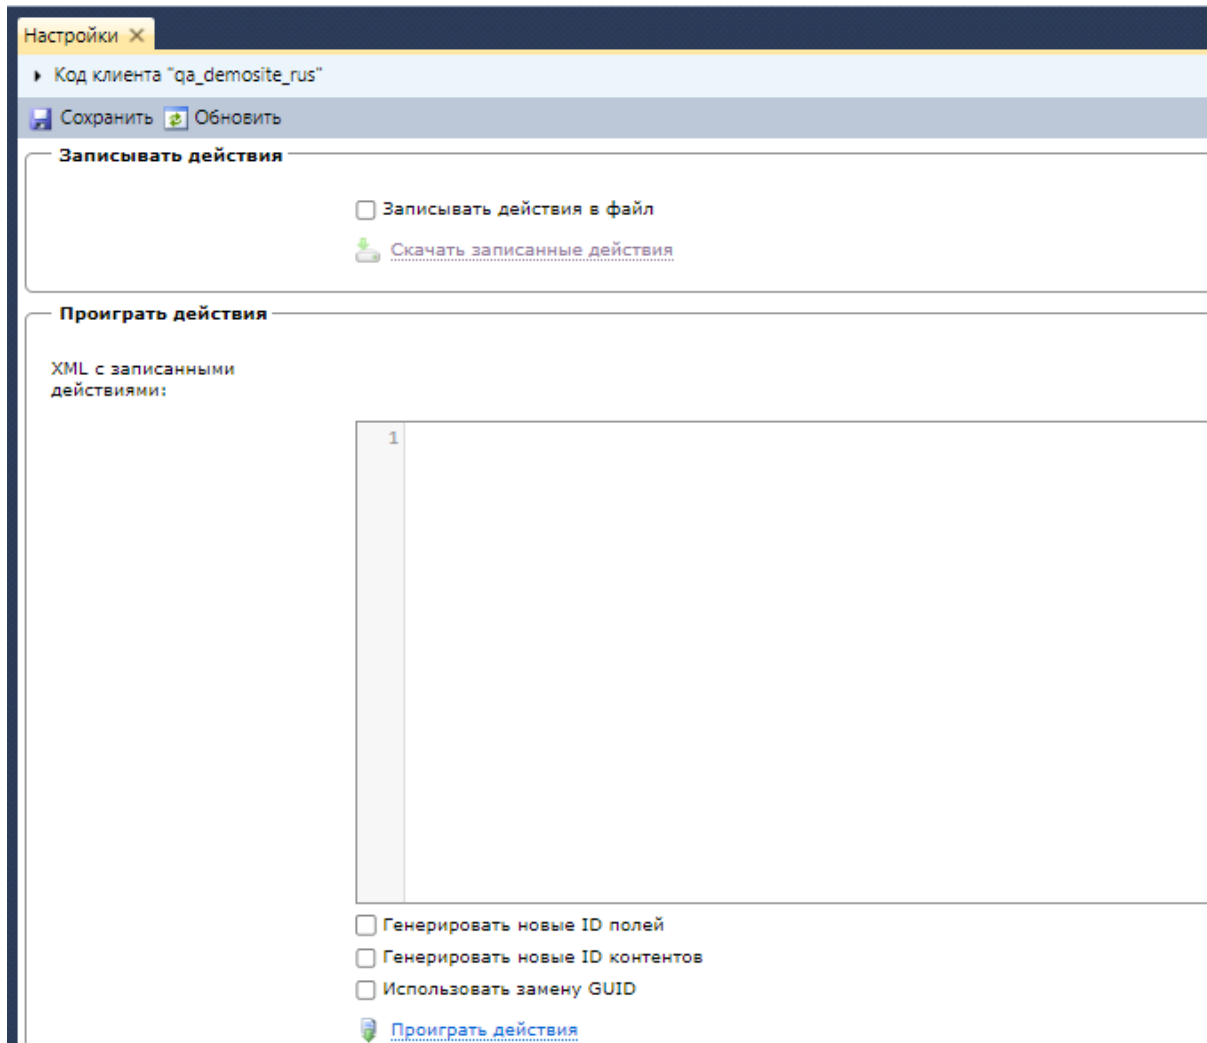 Настройки
Код клиента "qa_demosite_rus"
Сохранить Обновить
Записывать действия
Записывать действия в файл
Скачать записанные действия
Проиграть действия
XML с записанными
действиями:
1
Генерировать новые ID полей
Генерировать новые ID контентов
Использовать замену GUID
Проиграть действия